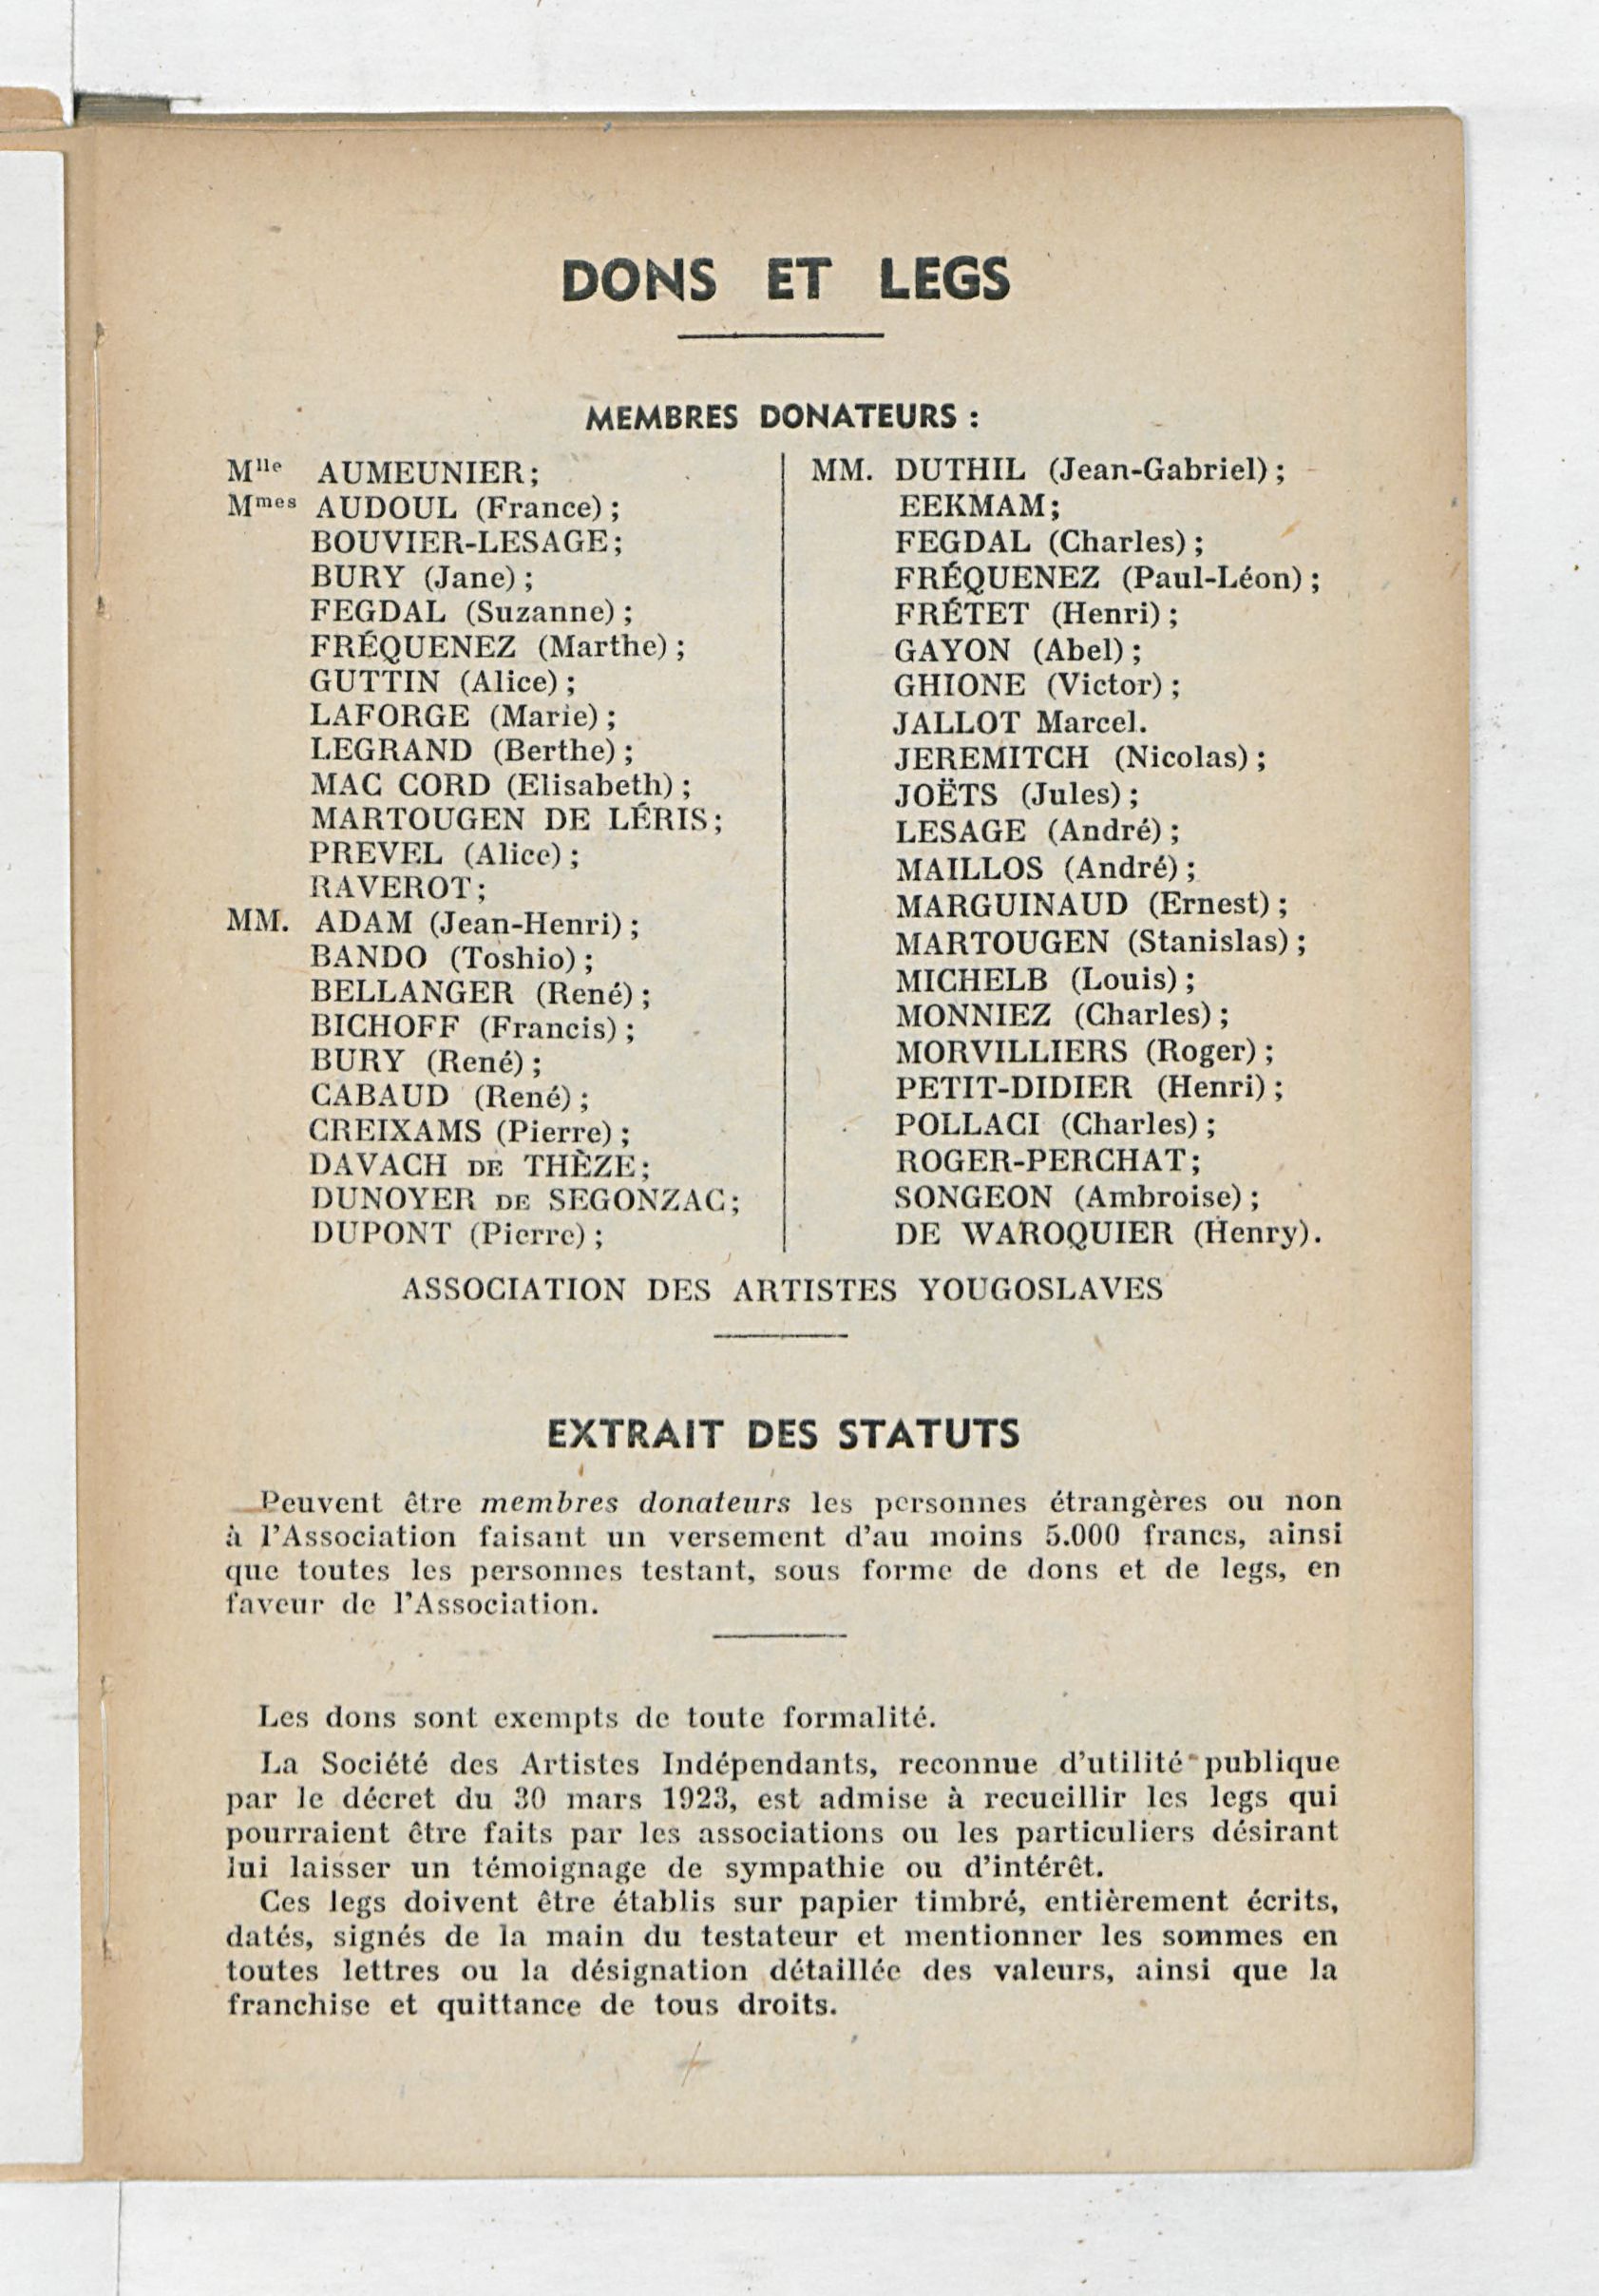 DONS ET LEGS
MEMBRES DONATEURS :
Mlle AUMEUNIER;
Mmes AUDOUL (France) ;
BOUVIER-LESAGE;
BURY (Jane) ;
FEGDAL (Suzanne) ;
FRÉQUENEZ (Marthe) ;
GUTTIN (Alice) ;
LAFORGE (Marie) ;
LEGRAND (Berthe) ;
MAC CORD (Elisabeth) ;
MARTOUGEN DE LÉRIS;
PREVEL (Alice) ;
RAVEROT;
MM. ADAM (Jean-Henri) ;
BANDO (Toshio) ;
BELLANGER (René) ;
BICHOFF (Francis) ;
BURY (René) ;
CABAUD (René) ;
CREIXAMS (Pierre) ;
DAVACH DE THÈZE;
DUNOYER DE SEGONZAC;
DUPONT (Pierre) ;
MM. DUTHIL (Jean-Gabriel) ;
EEKMAM;
FEGDAL (Charles) ;
FRÉQUENEZ (Paul-Léon) ;
FRÉTET (Henri) ;
GAYON (Abel) ;
GHIONE (Victor) ;
JALLOT Marcel.
JEREMITCH (Nicolas) ;
JOËTS (Jules) ;
LESAGE (André) ;
MAILLOS (André) ;
MARGUINAUD (Ernest) ;
MARTOUGEN (Stanislas) ;
MICHELB (Louis) ;
MONNIEZ (Charles) ;
MORVILLIERS (Roger) ;
PETIT-DIDIER (Henri) ;
POLLACI (Charles) ;
ROGER-PERCHAT;
SONGEON (Ambroise) ;
DE WAROQUIER (Henry).
ASSOCIATION DES ARTISTES YOUGOSLAVES
EXTRAIT DES STATUTS
Peuvent être membres donateurs les personnes étrangères ou non
à l'Association faisant un versement d'au moins 5.000 francs, ainsi
que toutes les personnes testant, sous forme de dons et de legs, en
faveur de l'Association.
Les dons sont exempts de toute formalité.
La Société des Artistes Indépendants, reconnue d'utilité publique
par le décret du 30 mars 1923, est admise à recueillir les legs qui
pourraient être faits par les associations ou les particuliers désirant
lui laisser un témoignage de sympathie ou d'intérêt.
Ces legs doivent être établis sur papier timbré, entièrement écrits,
datés, signés de la main du testateur et mentionner les sommes en
toutes lettres ou la désignation détaillée des valeurs, ainsi que la
franchise et quittance de tous droits.